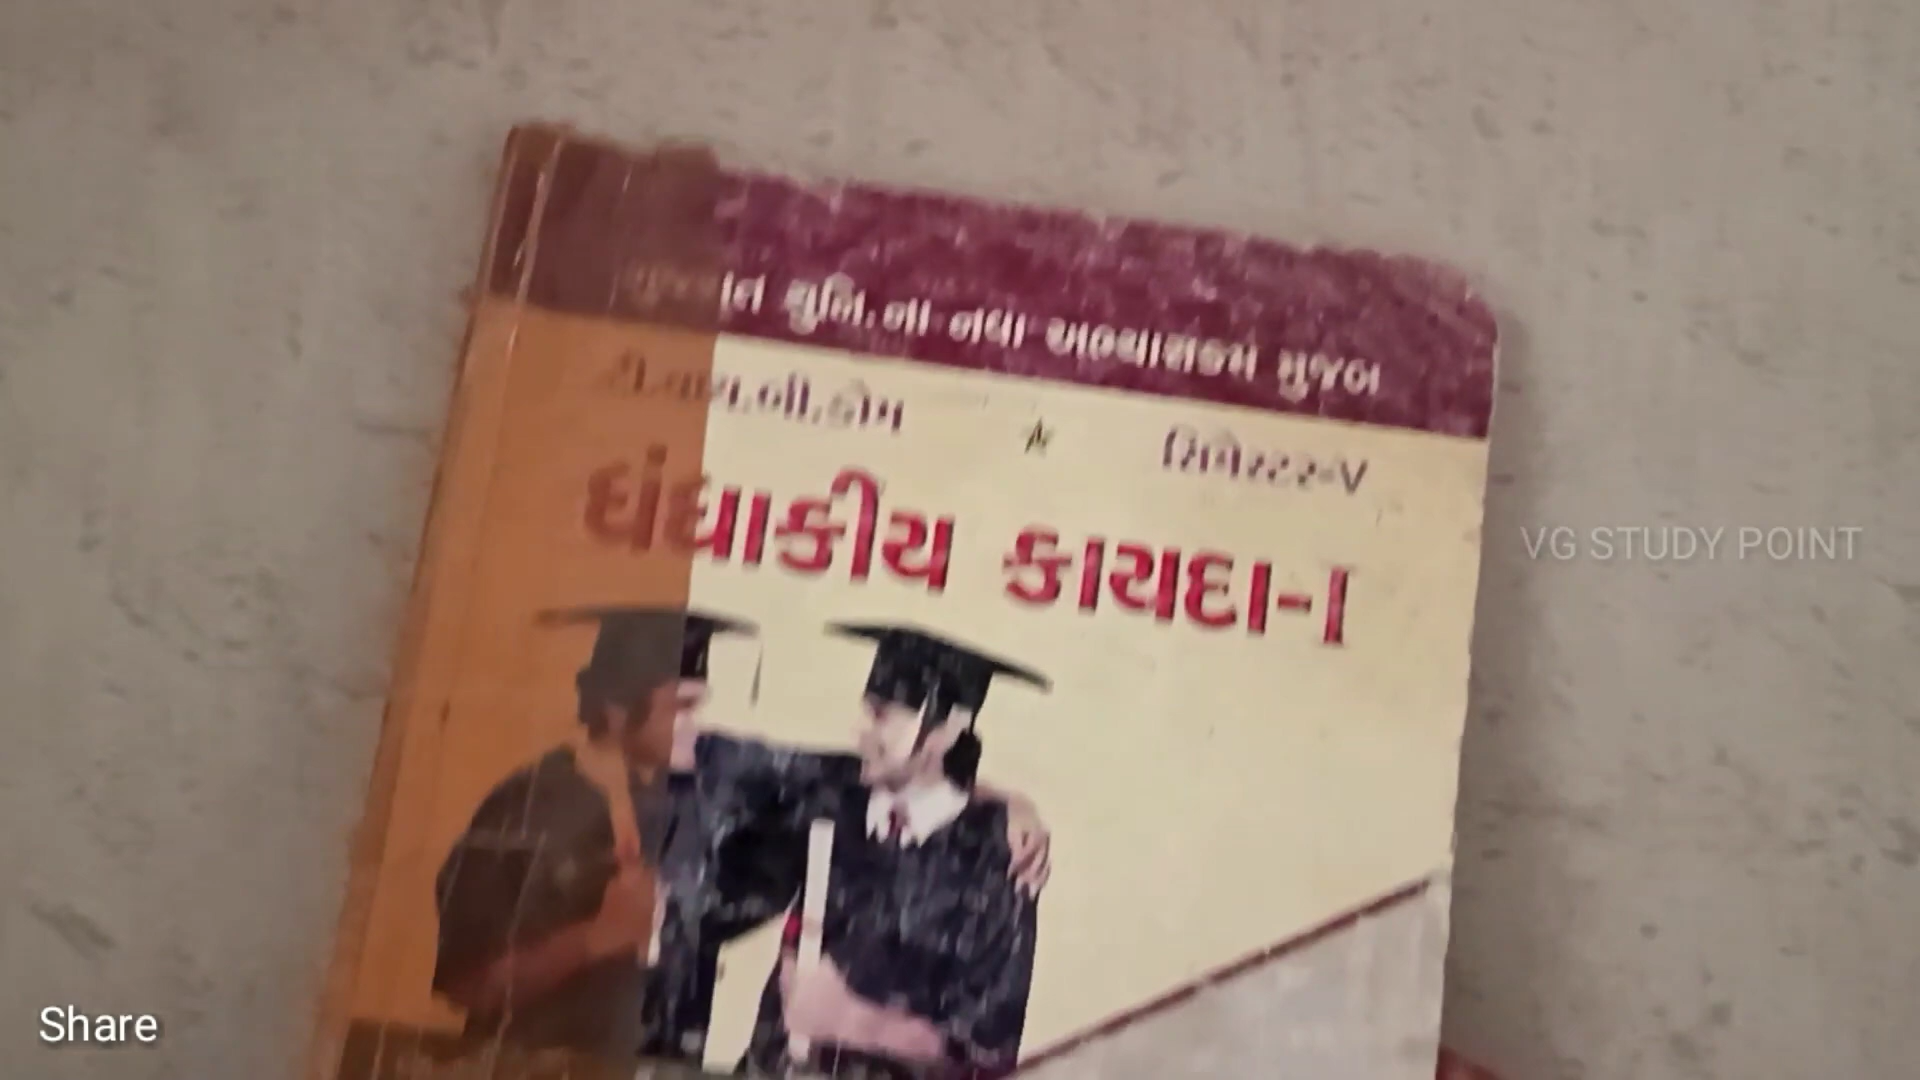 ગુજરાત યુનિ.ના નવા અભ્યાસક્રમ મુજબ
ટી.વાય.બી.કોમ ★ સિમેસ્ટર-V
ધંધાકીય કાયદા-I
VG STUDY POINT
Share